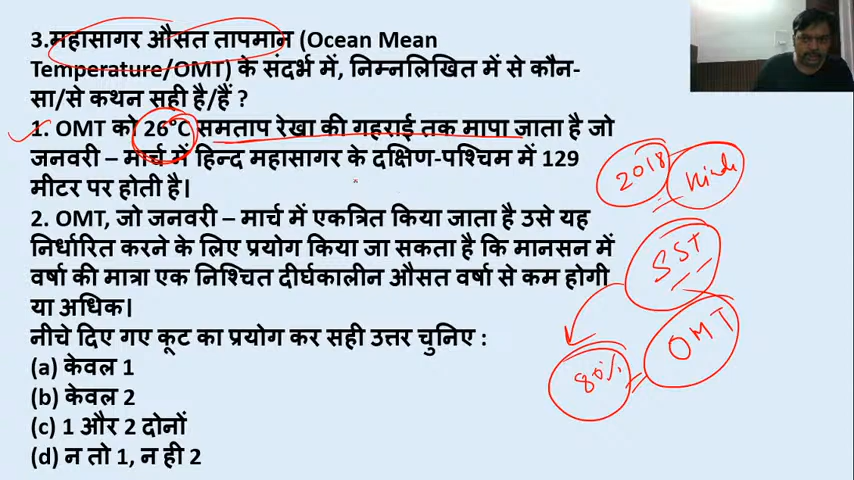 3.महासागर औसत तापमान (Ocean Mean
Temperature/OMT) के संदर्भ में, निम्नलिखित में से कौन-
सा/से कथन सही है/हैं ?
1. OMT को 26°C समताप रेखा की गहराई तक मापा जाता है जो
जनवरी – मार्च में हिन्द महासागर के दक्षिण-पश्चिम में 129
मीटर पर होती है।
2. OMT, जो जनवरी – मार्च में एकत्रित किया जाता है उसे यह
निर्धारित करने के लिए प्रयोग किया जा सकता है कि मानसन में
वर्षा की मात्रा एक निश्चित दीर्घकालीन औसत वर्षा से कम होगी
या अधिक।
नीचे दिए गए कूट का प्रयोग कर सही उत्तर चुनिए :
(a) केवल 1
(b) केवल 2
(c) 1 और 2 दोनों
(d) न तो 1, न ही 2
2018
SST
OMT
80%